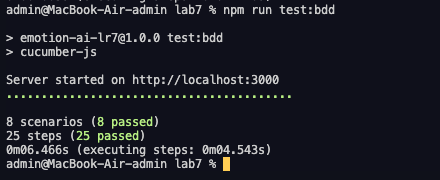 admin@MacBook-Air-admin lab7 % npm run test:bdd
> emotion-ai-lr7@1.0.0 test:bdd
> cucumber-js
Server started on http://localhost:3000
.........................................
8 scenarios (8 passed)
25 steps (25 passed)
0m06.466s (executing steps: 0m04.543s)
admin@MacBook-Air-admin lab7 %